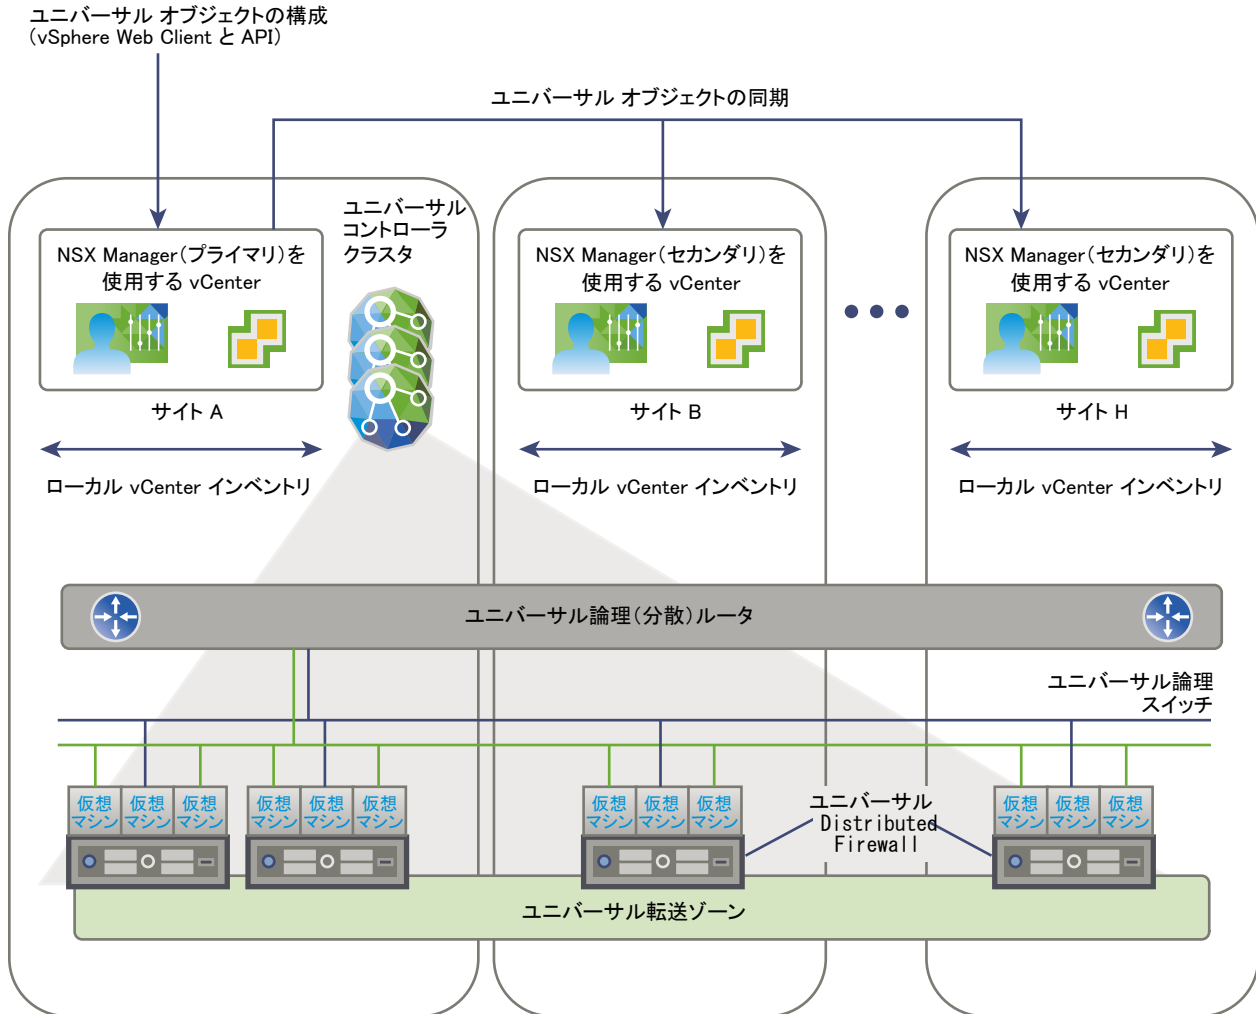 ユニバーサル オブジェクトの構成
(vSphere Web Client と API)
ユニバーサル オブジェクトの同期
ユニバーサル
コントローラ
クラスタ
NSX Manager(プライマリ)を
使用する vCenter
NSX Manager(セカンダリ)を
使用する vCenter
NSX Manager(セカンダリ)を
使用する vCenter
サイト A
サイト B
サイト H
ローカル vCenter インベントリ
ローカル vCenter インベントリ
ローカル vCenter インベントリ
ユニバーサル論理(分散)ルータ
ユニバーサル論理
スイッチ
仮想
マシン
仮想
マシン
仮想
マシン
仮想
マシン
仮想
マシン
仮想
マシン
仮想
マシン
仮想
マシン
仮想
マシン
ユニバーサル
Distributed
Firewall
仮想
マシン
仮想
マシン
仮想
マシン
ユニバーサル転送ゾーン